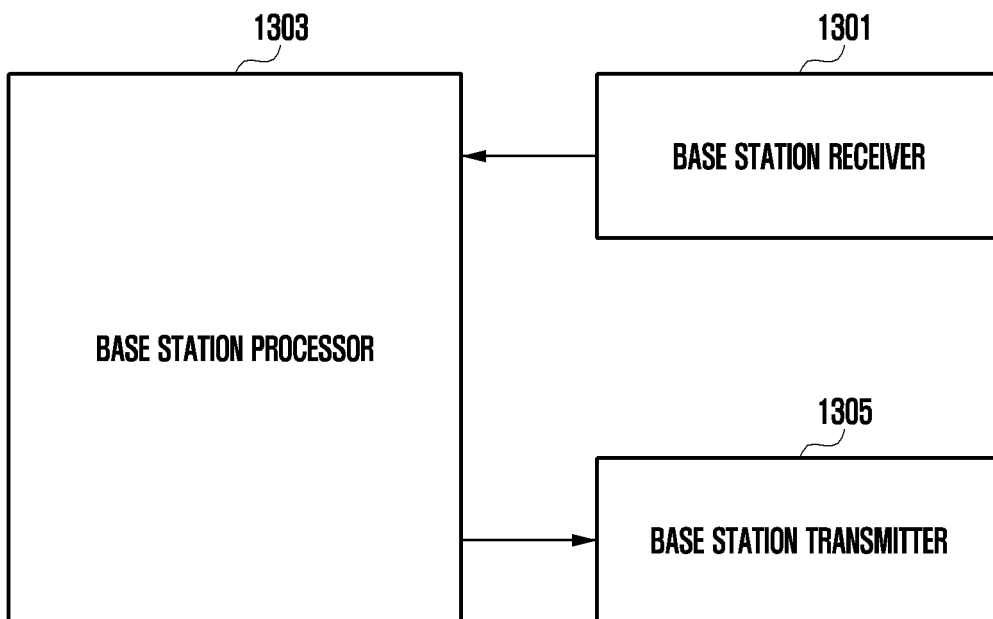 1303
1301
BASE STATION RECEIVER
BASE STATION PROCESSOR
1305
BASE STATION TRANSMITTER